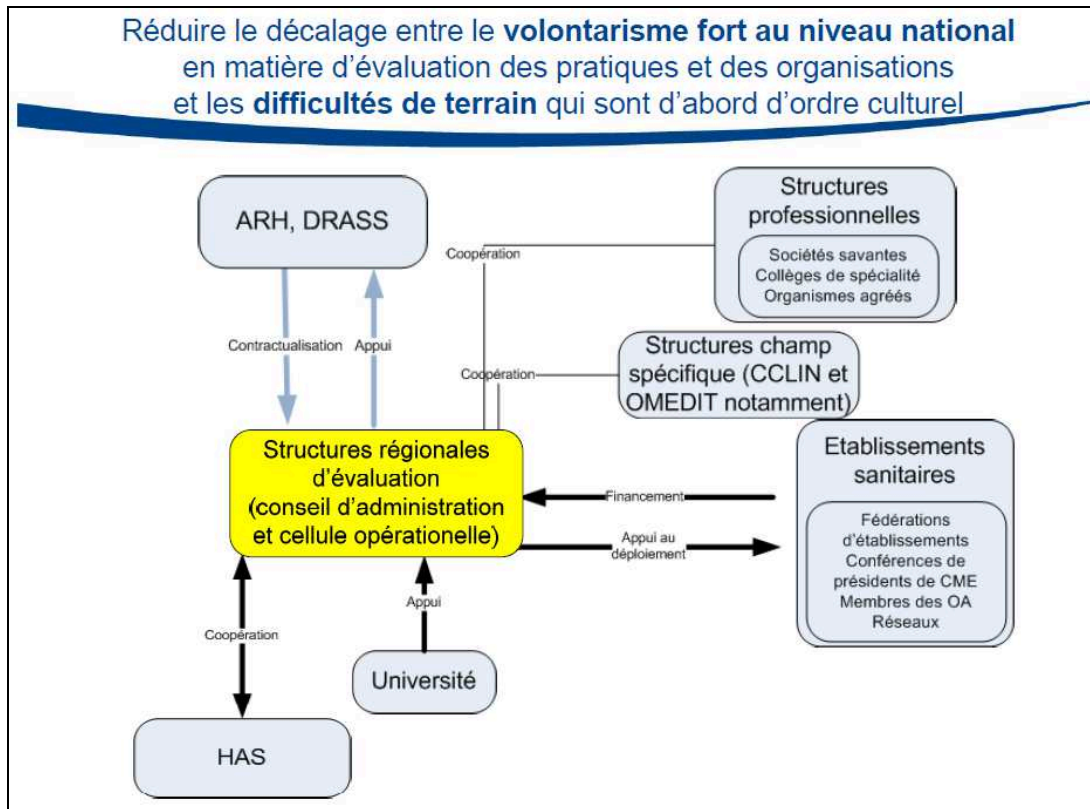 Réduire le décalage entre le volontarisme fort au niveau national
en matière d'évaluation des pratiques et des organisations
et les difficultés de terrain qui sont d'abord d'ordre culturel
ARH, DRASS
Structures
professionnelles
Sociétés savantes
Collèges de spécialité
Organismes agréés
Coopération
Contractualisation
Appui
Structures champ
spécifique (CCLIN et
OMEDIT notamment)
Coopération
Structures régionales
d'évaluation
(conseil d'administration
et cellule opérationelle)
Etablissements
sanitaires
Fédérations
d'établissements
Conférences de
présidents de CME
Membres des OA
Réseaux
Financement
Appui au
déploiement
Appui
Coopération
Université
HAS